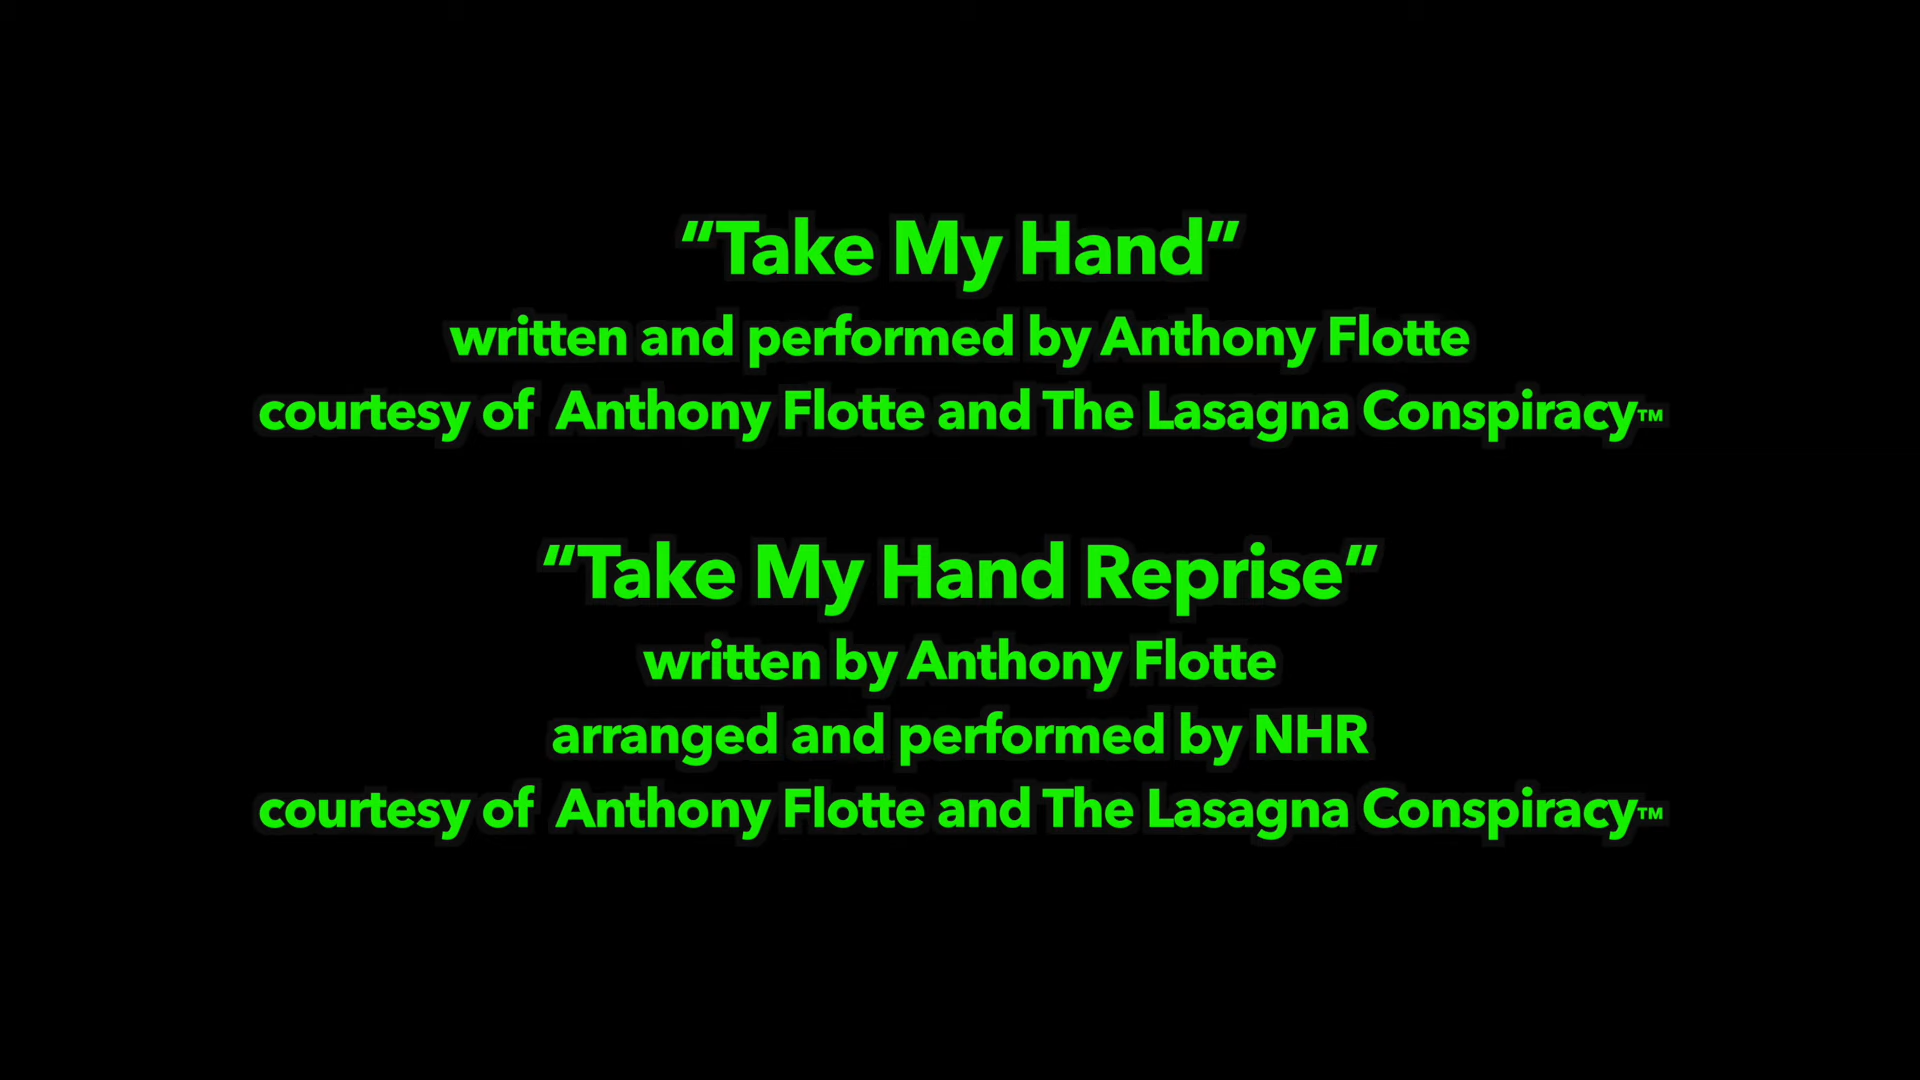 ”Take My Hand”
written and performed by Anthony Flotte
courtesy of  Anthony Flotte and The Lasagna Conspiracy™
”Take My Hand Reprise”
written by Anthony Flotte
arranged and performed by NHR
courtesy of  Anthony Flotte and The Lasagna Conspiracy™